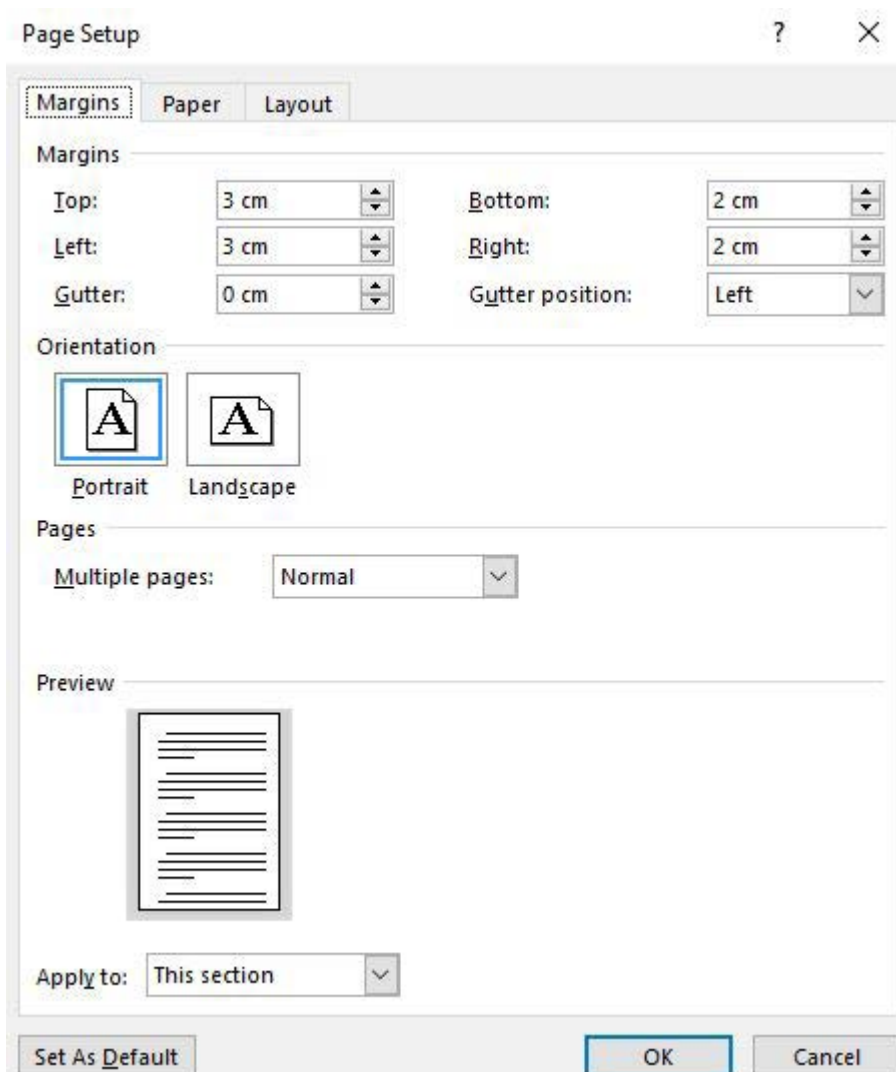 Page Setup ? ×
Margins Paper Layout
Margins
Top: 3 cm Bottom: 2 cm
Left: 3 cm Right: 2 cm
Gutter: 0 cm Gutter position: Left
Orientation
A A
Portrait Landscape
Pages
Multiple pages: Normal
Preview
Apply to: This section
Set As Default OK Cancel